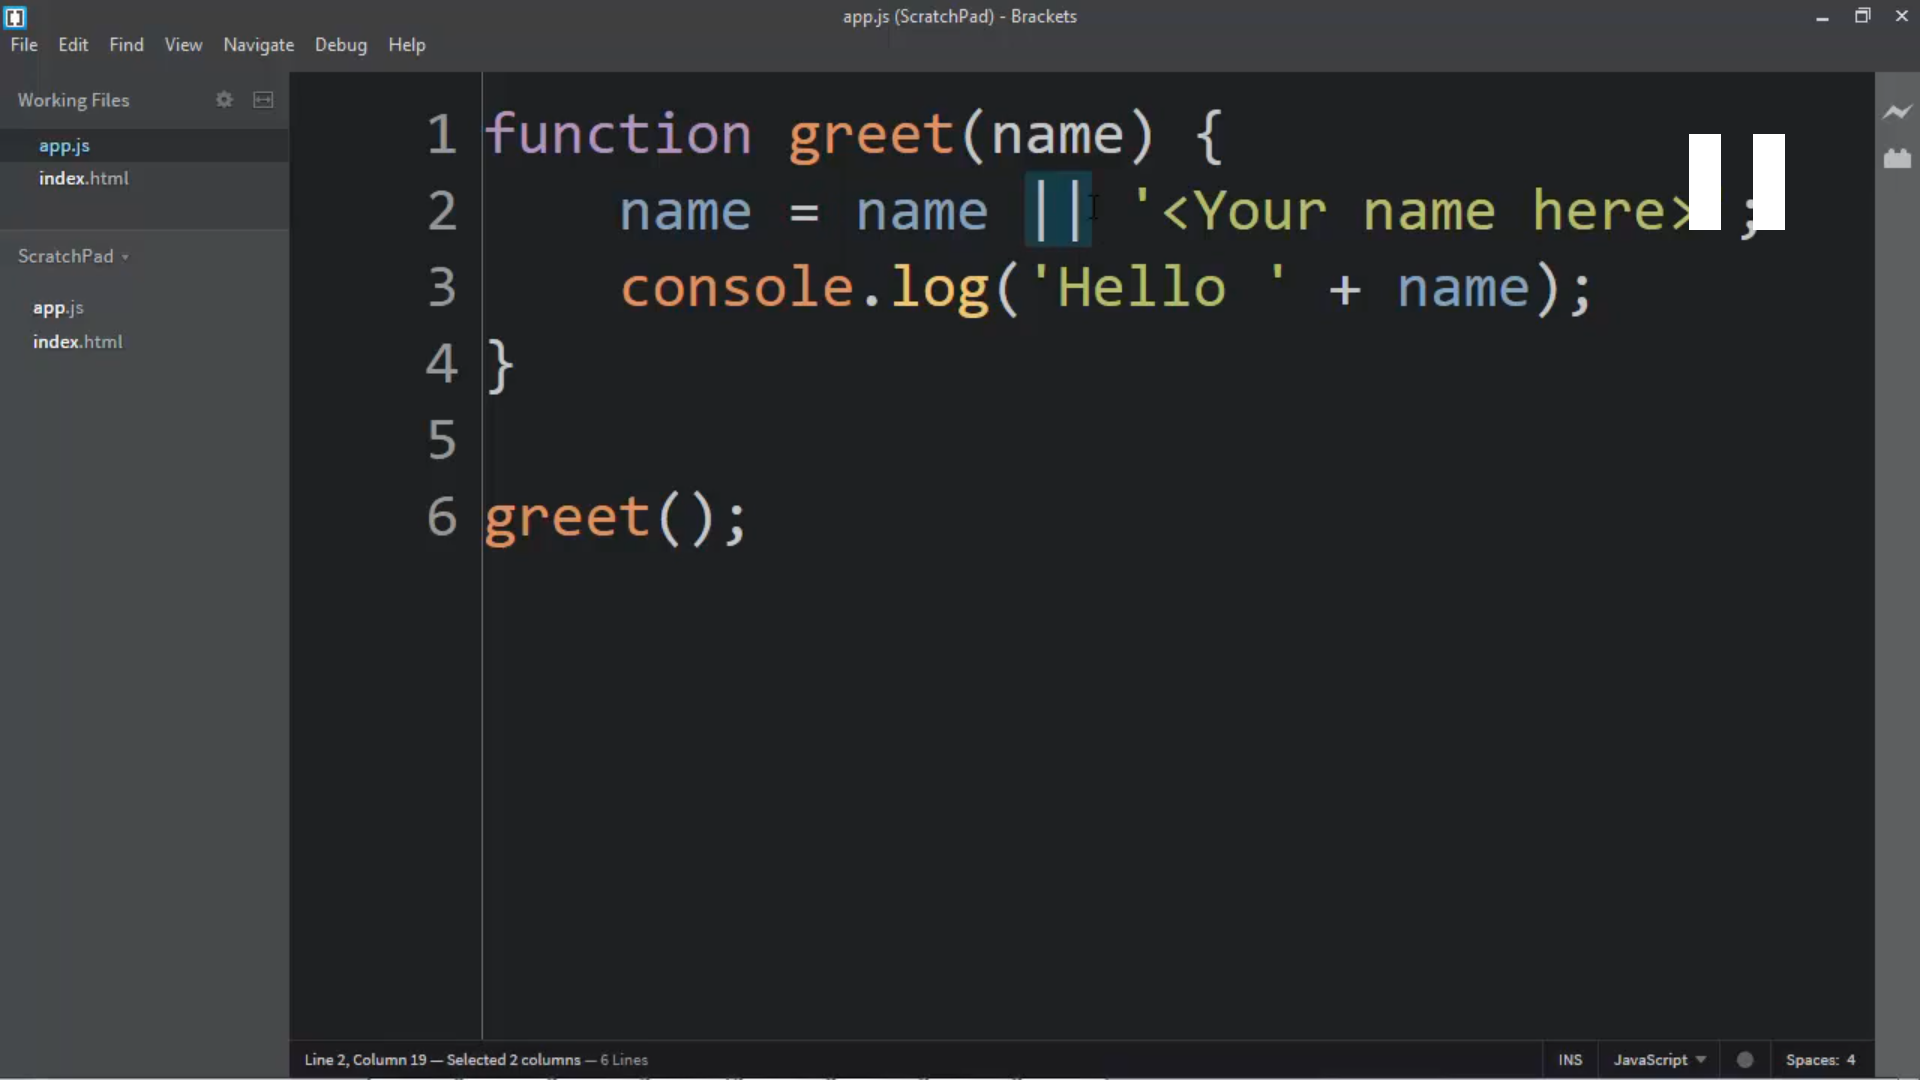 app.js (ScratchPad) - Brackets
File Edit Find View Navigate Debug Help
Working Files
app.js
index.html
ScratchPad
app.js
index.html
1 function greet(name) {
2 name = name || '<Your name here> ;
3 console.log('Hello ' + name);
4 }
5
6 greet();
Line 2, Column 19 — Selected 2 columns — 6 Lines
INS JavaScript Spaces: 4